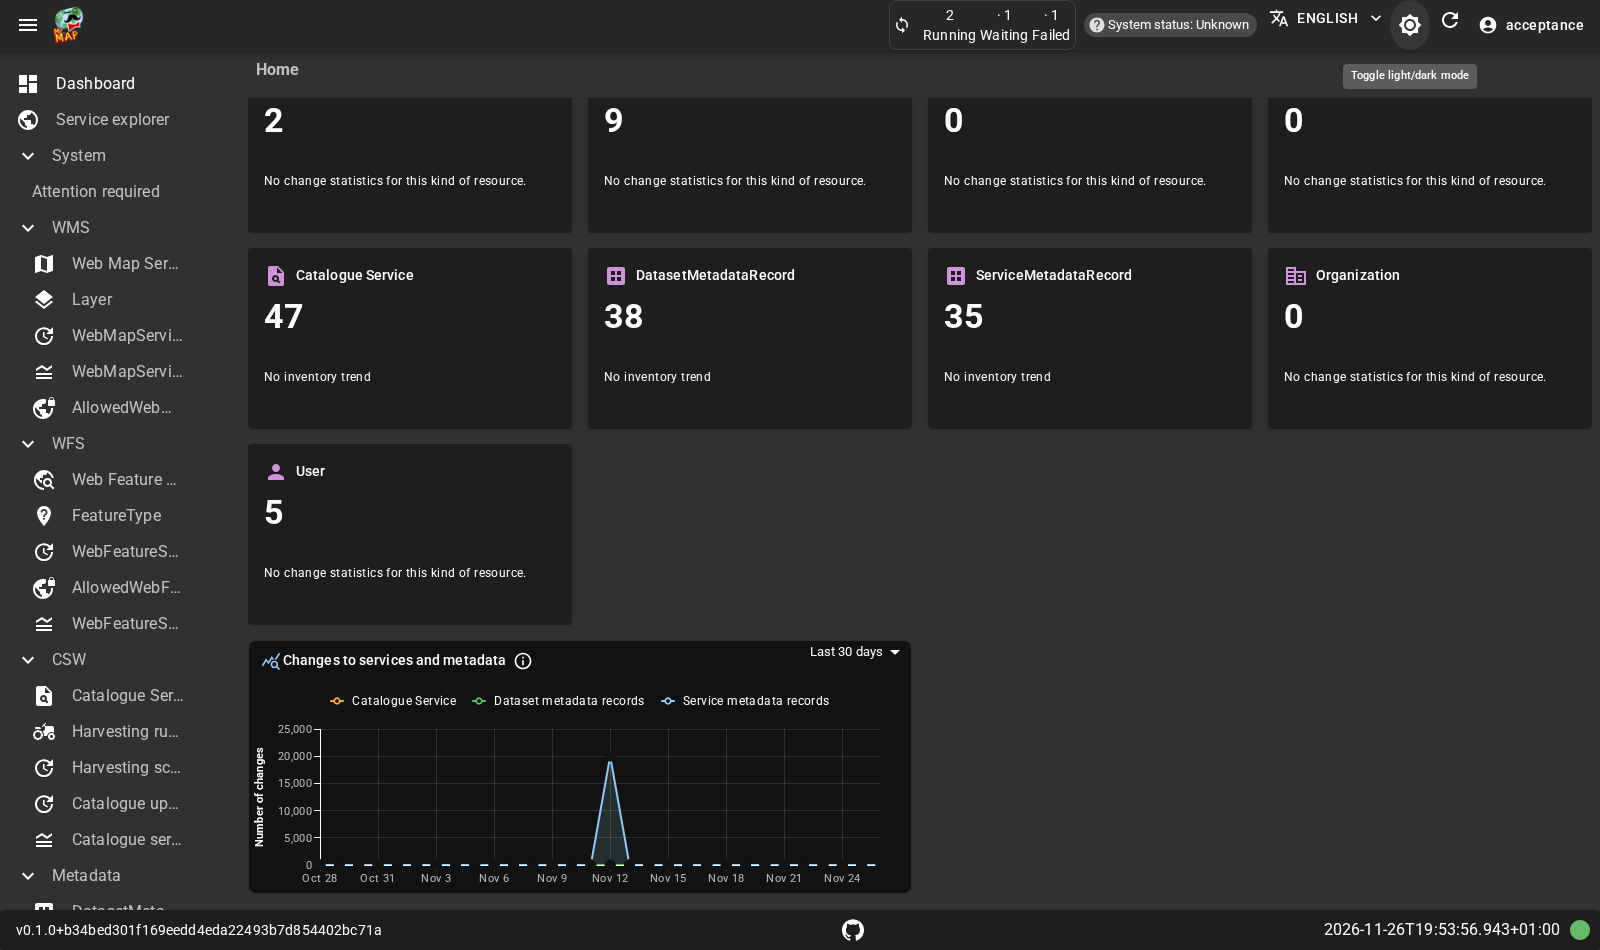 MAP
2 · 1 · 1
Running Waiting Failed
System status: Unknown
ENGLISH
acceptance
Toggle light/dark mode
Home
Dashboard
Service explorer
System
Attention required
WMS
Web Map Ser…
Layer
WebMapServi…
WebMapServi…
AllowedWeb…
WFS
Web Feature …
FeatureType
WebFeatureS…
AllowedWebF…
WebFeatureS…
CSW
Catalogue Ser…
Harvesting ru…
Harvesting sc…
Catalogue up…
Catalogue ser…
Metadata
DatasetMeta…
2
No change statistics for this kind of resource.
9
No change statistics for this kind of resource.
0
No change statistics for this kind of resource.
0
No change statistics for this kind of resource.
Catalogue Service
47
No inventory trend
DatasetMetadataRecord
38
No inventory trend
ServiceMetadataRecord
35
No inventory trend
Organization
0
No change statistics for this kind of resource.
User
5
No change statistics for this kind of resource.
Changes to services and metadata
Last 30 days
Catalogue Service
Dataset metadata records
Service metadata records
Number of changes
25,000
20,000
15,000
10,000
5,000
0
Oct 28 Oct 31 Nov 3 Nov 6 Nov 9 Nov 12 Nov 15 Nov 18 Nov 21 Nov 24
v0.1.0+b34bed301f169eedd4eda22493b7d854402bc71a
2026-11-26T19:53:56.943+01:00